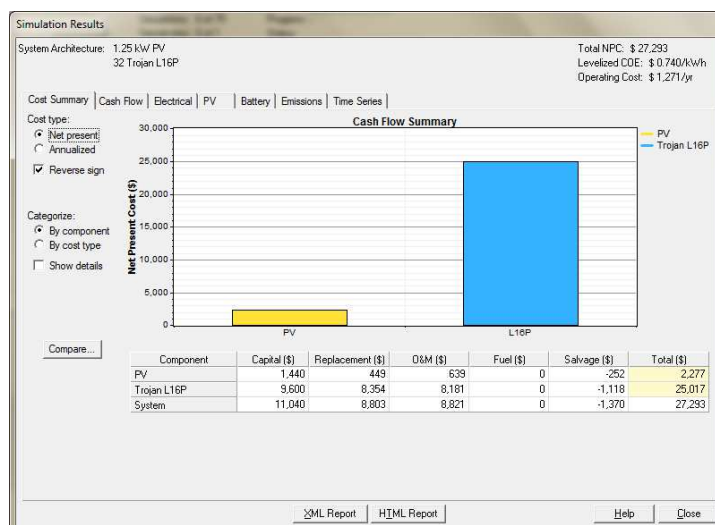 Simulation Results
System Architecture: 1.25 kW PV
32 Trojan L16P
Total NPC: $ 27,293
Levelized COE: $ 0.740/kWh
Operating Cost: $ 1,271/yr
Cost Summary Cash Flow Electrical PV Battery Emissions Time Series
Cost type:
Net present
Annualized
Reverse sign
Categorize:
By component
By cost type
Show details
Compare...
Cash Flow Summary
Net Present Cost ($)
30,000
25,000
20,000
15,000
10,000
5,000
0
PV L16P
PV
Trojan L16P
Component Capital ($) Replacement ($) O&M ($) Fuel ($) Salvage ($) Total ($)
PV 1,440 449 639 0 -252 2,277
Trojan L16P 9,600 8,354 8,181 0 -1,118 25,017
System 11,040 8,803 8,821 0 -1,370 27,293
XML Report HTML Report Help Close